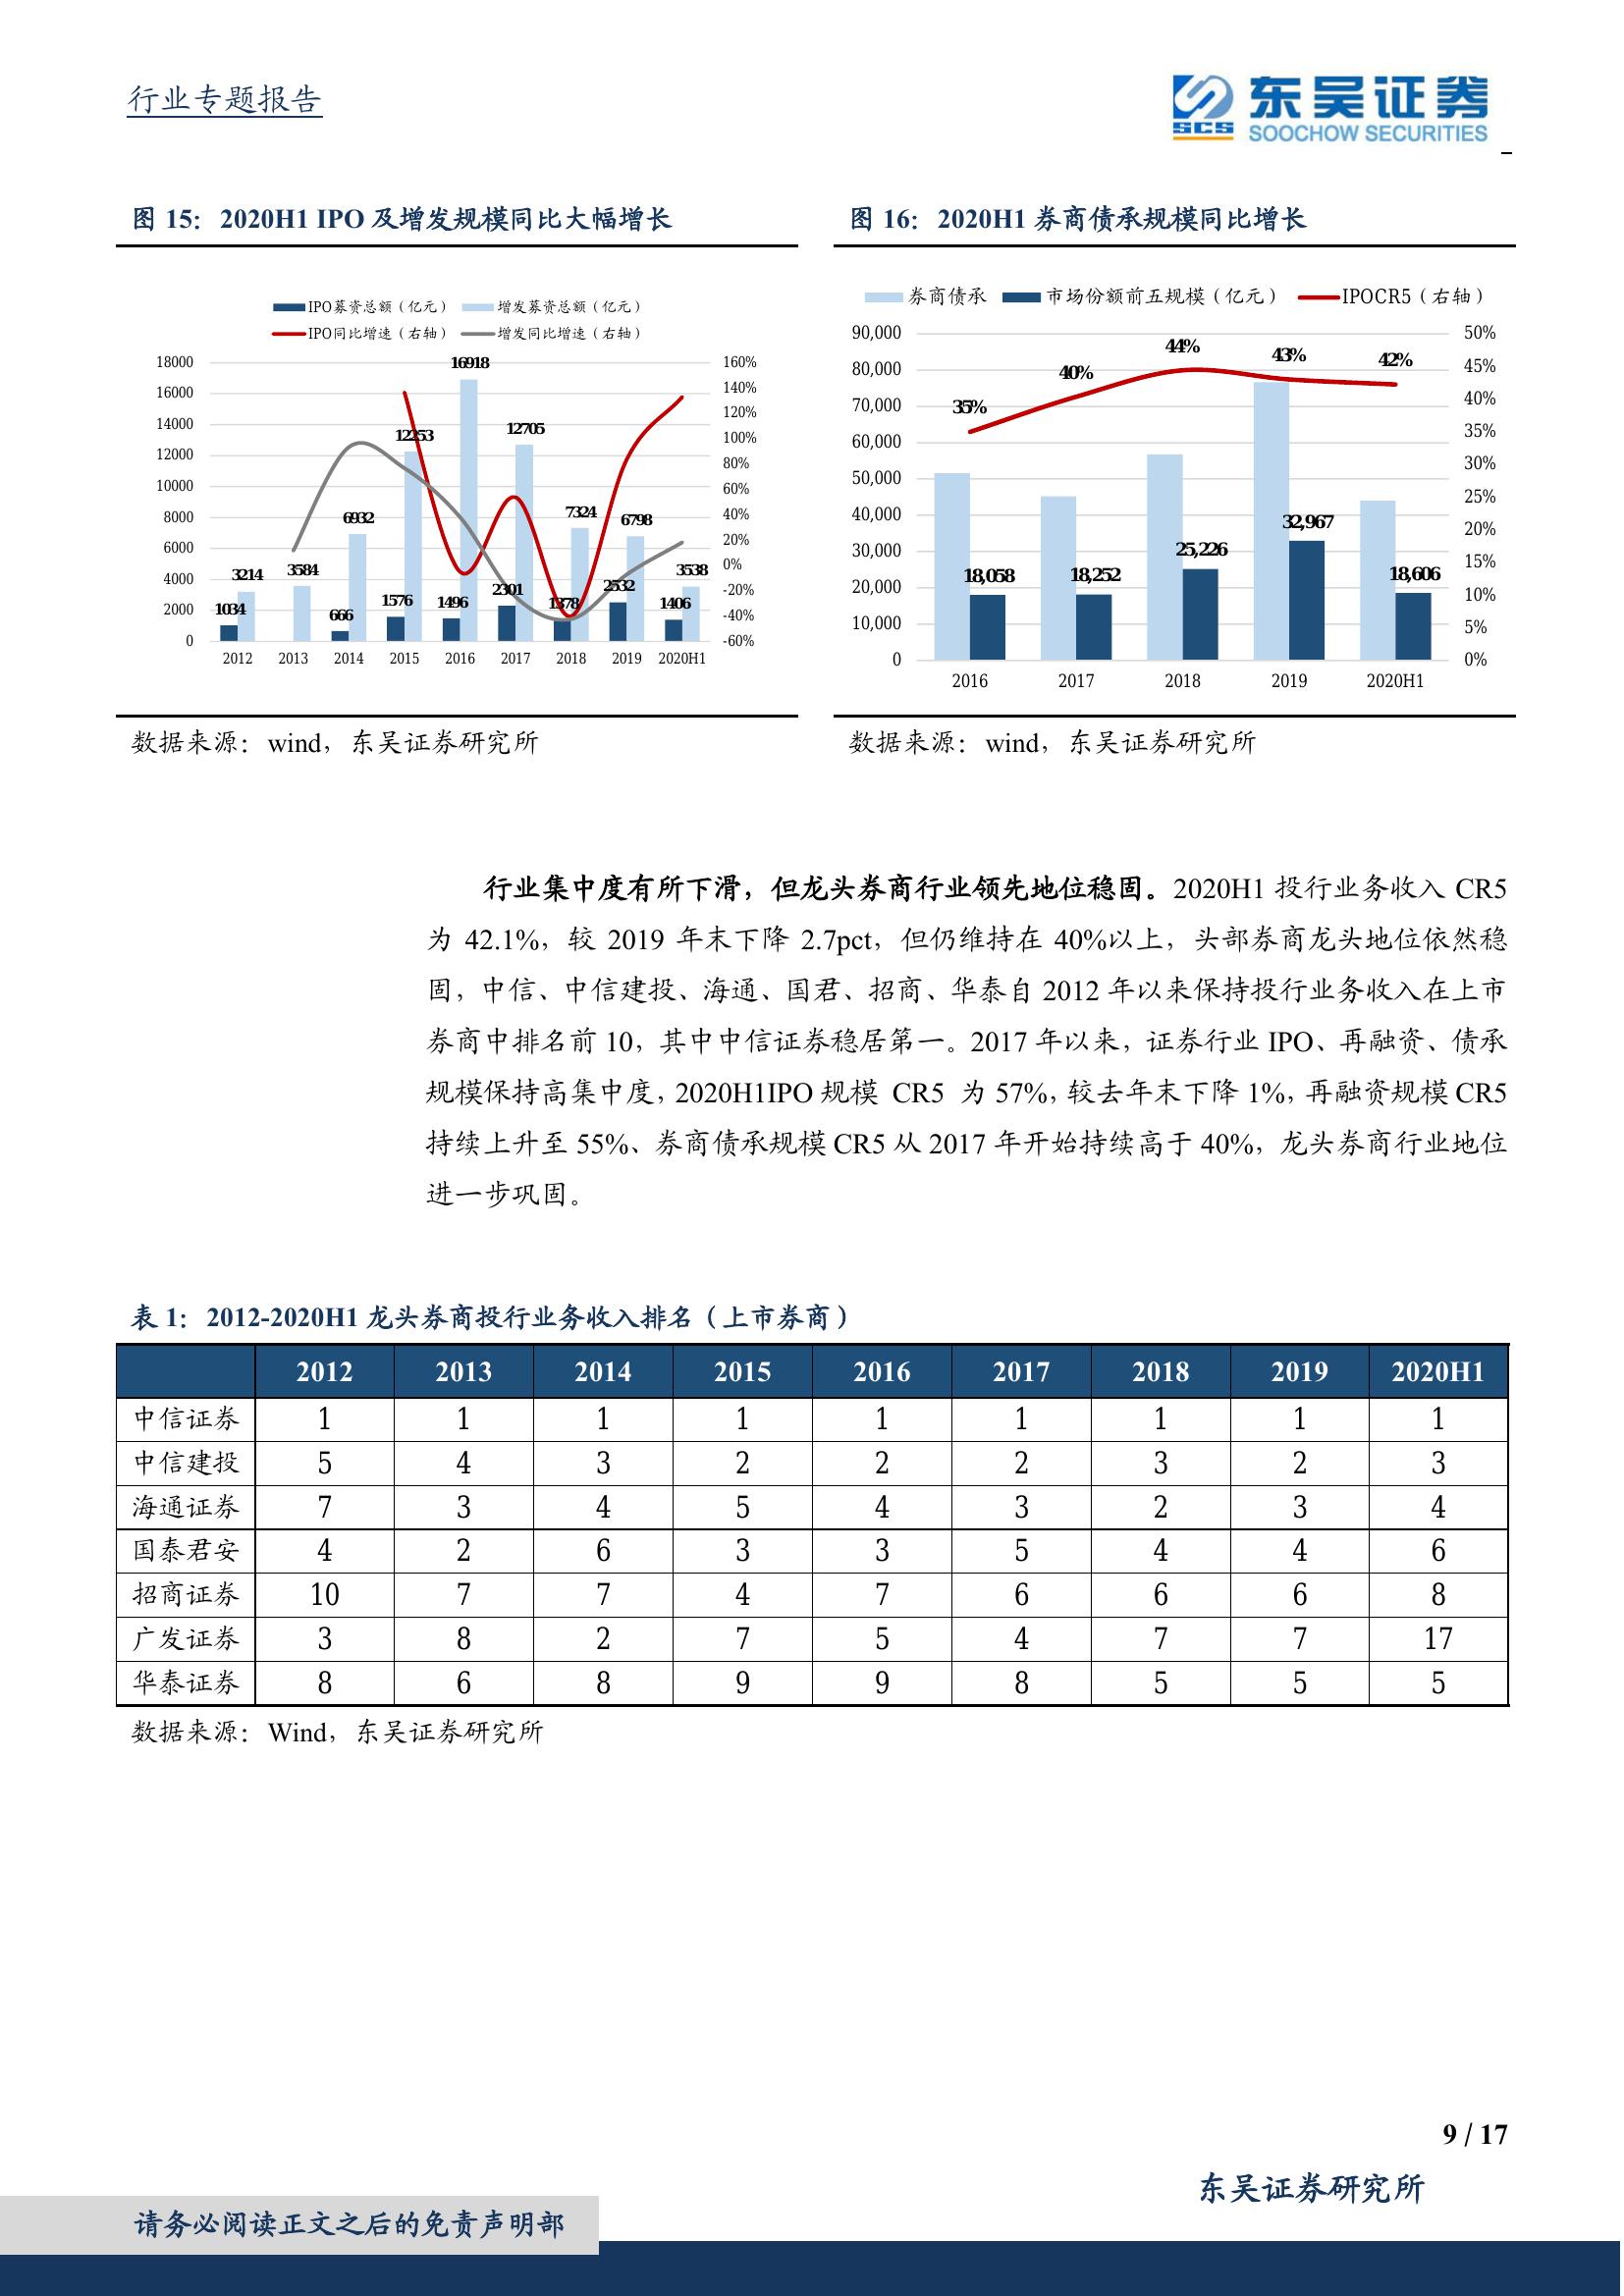 行业专题报告
SCS
东吴证券
SOOCHOW SECURITIES
图 15：2020H1 IPO 及增发规模同比大幅增长
IPO募资总额（亿元） 增发募资总额（亿元）
IPO同比增速（右轴） 增发同比增速（右轴）
18000
16000
14000
12000
10000
8000
6000
4000
2000
0
160%
140%
120%
100%
80%
60%
40%
20%
0%
-20%
-40%
-60%
1034 3214 3584 666 6932 1576 12253 1496 16918 2301 12705 1378 7324 2532 6798 1406 3538
2012 2013 2014 2015 2016 2017 2018 2019 2020H1
数据来源：wind，东吴证券研究所
图 16：2020H1 券商债承规模同比增长
券商债承 市场份额前五规模（亿元） IPOCR5（右轴）
90,000
80,000
70,000
60,000
50,000
40,000
30,000
20,000
10,000
0
50%
45%
40%
35%
30%
25%
20%
15%
10%
5%
0%
35% 40% 44% 43% 42%
18,058 18,252 25,226 32,967 18,606
2016 2017 2018 2019 2020H1
数据来源：wind，东吴证券研究所
行业集中度有所下滑，但龙头券商行业领先地位稳固。2020H1 投行业务收入 CR5
为 42.1%，较 2019 年末下降 2.7pct，但仍维持在 40%以上，头部券商龙头地位依然稳
固，中信、中信建投、海通、国君、招商、华泰自 2012 年以来保持投行业务收入在上市
券商中排名前 10，其中中信证券稳居第一。2017 年以来，证券行业 IPO、再融资、债承
规模保持高集中度，2020H1IPO 规模 CR5 为 57%，较去年末下降 1%，再融资规模 CR5
持续上升至 55%、券商债承规模 CR5 从 2017 年开始持续高于 40%，龙头券商行业地位
进一步巩固。
表 1：2012-2020H1 龙头券商投行业务收入排名（上市券商）
2012 2013 2014 2015 2016 2017 2018 2019 2020H1
中信证券 1 1 1 1 1 1 1 1 1
中信建投 5 4 3 2 2 2 3 2 3
海通证券 7 3 4 5 4 3 2 3 4
国泰君安 4 2 6 3 3 5 4 4 6
招商证券 10 7 7 4 7 6 6 6 8
广发证券 3 8 2 7 5 4 7 7 17
华泰证券 8 6 8 9 9 8 5 5 5
数据来源：Wind，东吴证券研究所
9 / 17
东吴证券研究所
请务必阅读正文之后的免责声明部